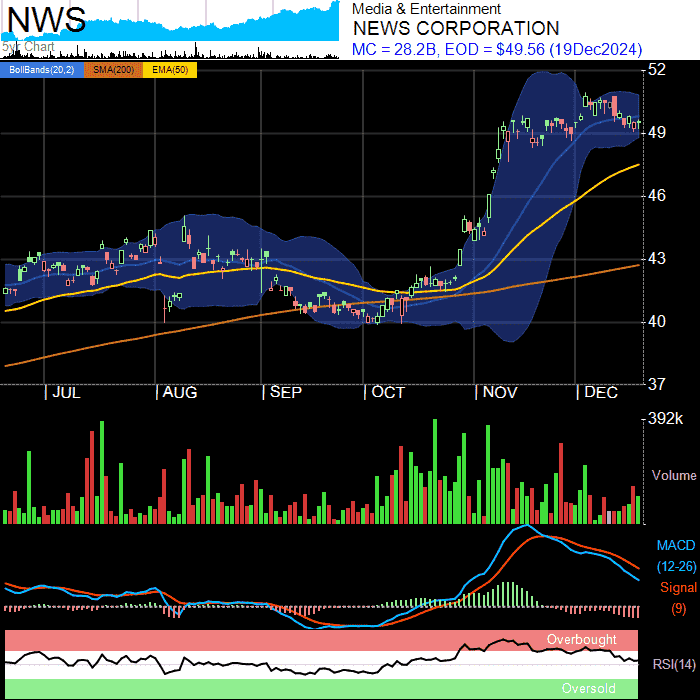 NWS
5yr Chart
Media & Entertainment
NEWS CORPORATION
MC = 28.2B, EOD = $49.56 (19Dec2024)
BollBands(20,2) SMA(200) EMA(50)
52
49
46
43
40
37
JUL AUG SEP OCT NOV DEC
392k
Volume
MACD
(12-26)
Signal
(9)
Overbought
RSI(14)
Oversold